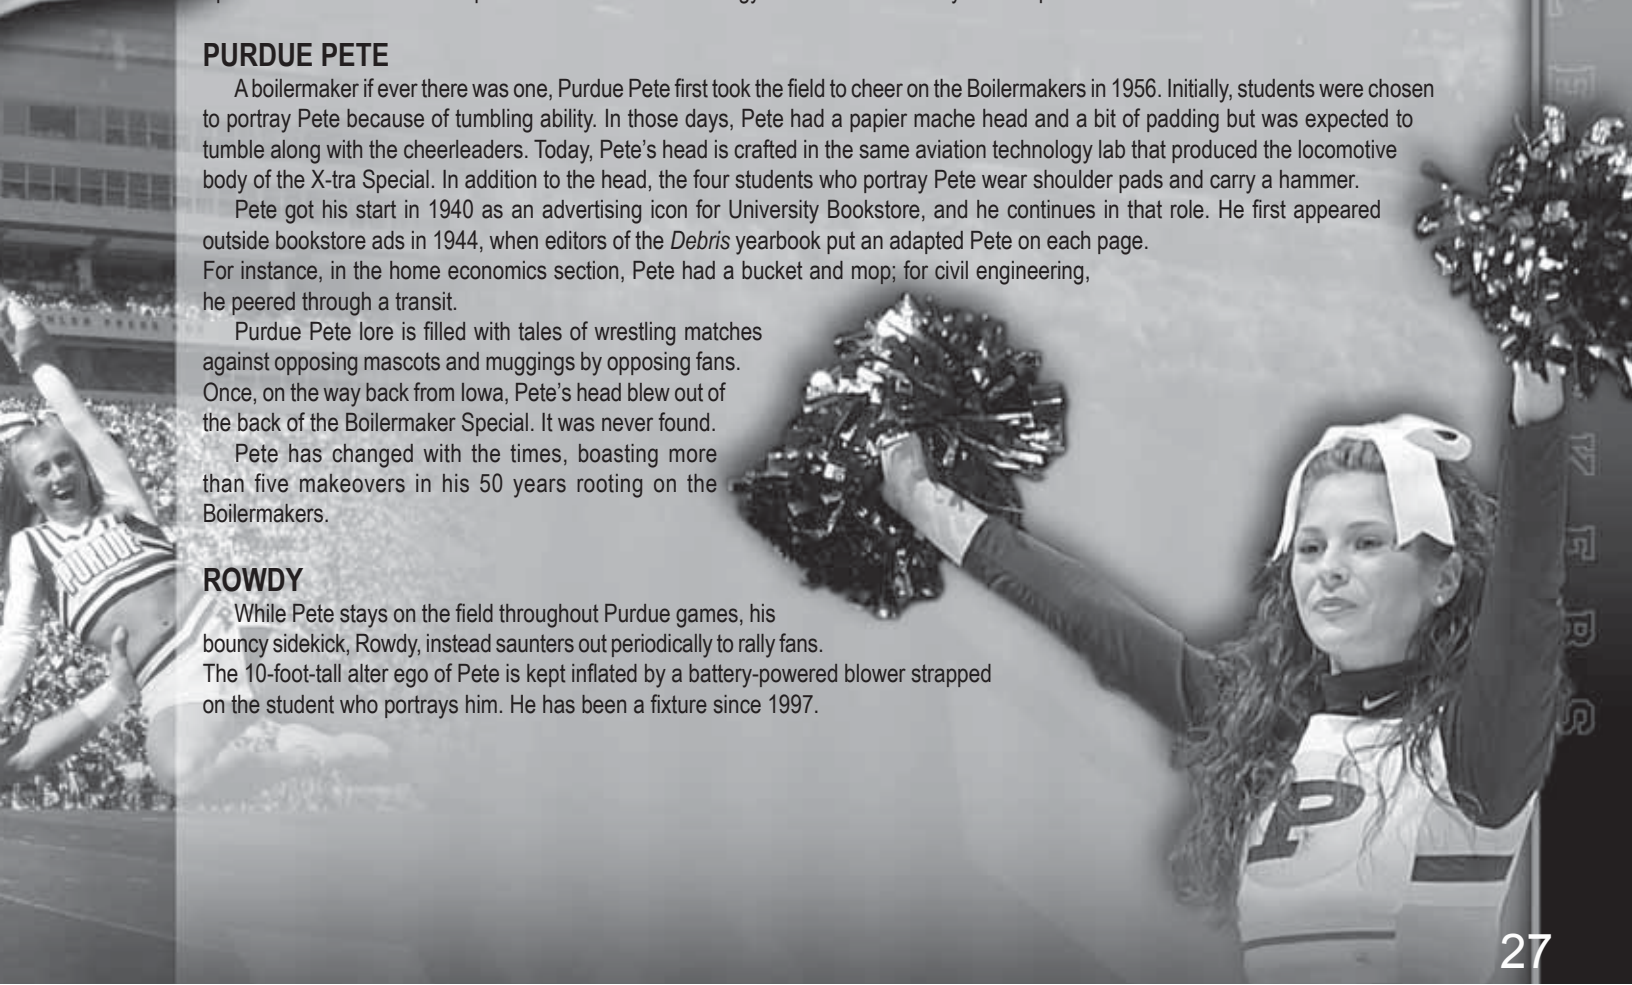 PURDUE PETE
A boilermaker if ever there was one, Purdue Pete first took the field to cheer on the Boilermakers in 1956. Initially, students were chosen
to portray Pete because of tumbling ability. In those days, Pete had a papier mache head and a bit of padding but was expected to
tumble along with the cheerleaders. Today, Pete’s head is crafted in the same aviation technology lab that produced the locomotive
body of the X-tra Special. In addition to the head, the four students who portray Pete wear shoulder pads and carry a hammer.
Pete got his start in 1940 as an advertising icon for University Bookstore, and he continues in that role. He first appeared
outside bookstore ads in 1944, when editors of the Debris yearbook put an adapted Pete on each page.
For instance, in the home economics section, Pete had a bucket and mop; for civil engineering,
he peered through a transit.
Purdue Pete lore is filled with tales of wrestling matches
against opposing mascots and muggings by opposing fans.
Once, on the way back from Iowa, Pete’s head blew out of
the back of the Boilermaker Special. It was never found.
Pete has changed with the times, boasting more
than five makeovers in his 50 years rooting on the
Boilermakers.
ROWDY
While Pete stays on the field throughout Purdue games, his
bouncy sidekick, Rowdy, instead saunters out periodically to rally fans.
The 10-foot-tall alter ego of Pete is kept inflated by a battery-powered blower strapped
on the student who portrays him. He has been a fixture since 1997.
PURDUE
P
27